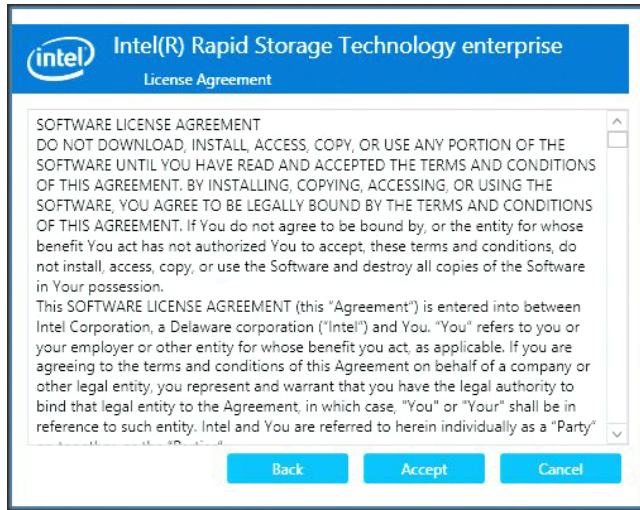 intel
Intel(R) Rapid Storage Technology enterprise
License Agreement
SOFTWARE LICENSE AGREEMENT
DO NOT DOWNLOAD, INSTALL, ACCESS, COPY, OR USE ANY PORTION OF THE
SOFTWARE UNTIL YOU HAVE READ AND ACCEPTED THE TERMS AND CONDITIONS
OF THIS AGREEMENT. BY INSTALLING, COPYING, ACCESSING, OR USING THE
SOFTWARE, YOU AGREE TO BE LEGALLY BOUND BY THE TERMS AND CONDITIONS
OF THIS AGREEMENT. If You do not agree to be bound by, or the entity for whose
benefit You act has not authorized You to accept, these terms and conditions, do
not install, access, copy, or use the Software and destroy all copies of the Software
in Your possession.
This SOFTWARE LICENSE AGREEMENT (this "Agreement") is entered into between
Intel Corporation, a Delaware corporation ("Intel") and You. "You" refers to you or
your employer or other entity for whose benefit you act, as applicable. If you are
agreeing to the terms and conditions of this Agreement on behalf of a company or
other legal entity, you represent and warrant that you have the legal authority to
bind that legal entity to the Agreement, in which case, "You" or "Your" shall be in
reference to such entity. Intel and You are referred to herein individually as a "Party"
Back Accept Cancel